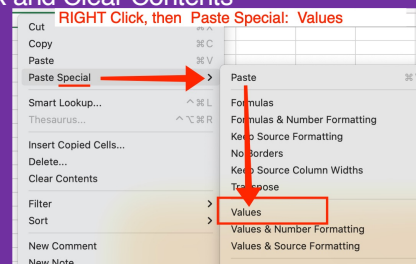 k and Clear Contents
RIGHT Click, then Paste Special: Values
Cut ⌘X
Copy ⌘C
Paste ⌘V
Paste Special >
Smart Lookup... ^⌘L
Thesaurus... ^⌥⌘R
Insert Copied Cells...
Delete...
Clear Contents
Filter >
Sort >
New Comment
New Note
Paste ⌘
Formulas
Formulas & Number Formatting
Keep Source Formatting
No Borders
Keep Source Column Widths
Transpose
Values
Values & Number Formatting
Values & Source Formatting